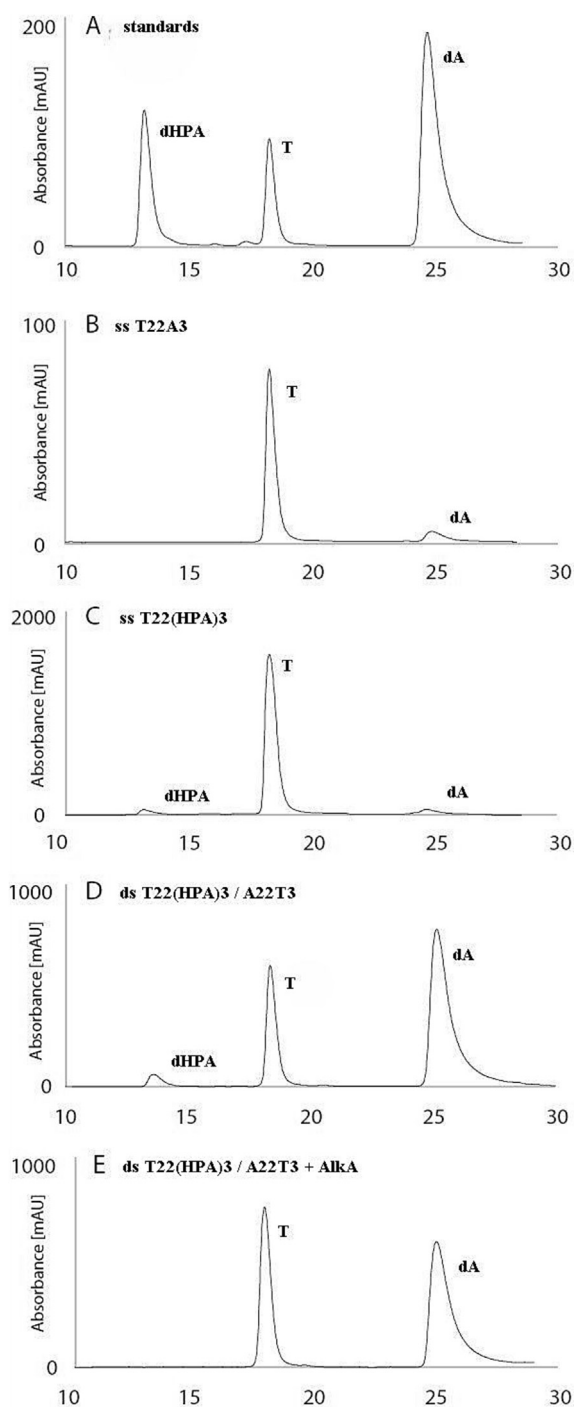 A standards
200
Absorbance [mAU]
dHPA
T
dA
0
10 15 20 25 30
B ss T22A3
100
Absorbance [mAU]
T
dA
0
10 15 20 25 30
C ss T22(HPA)3
2000
Absorbance [mAU]
T
dHPA
dA
0
10 15 20 25 30
D ds T22(HPA)3 / A22T3
1000
Absorbance [mAU]
dA
T
dHPA
0
10 15 20 25 30
E ds T22(HPA)3 / A22T3 + AlkA
1000
Absorbance [mAU]
T
dA
0
10 15 20 25 30